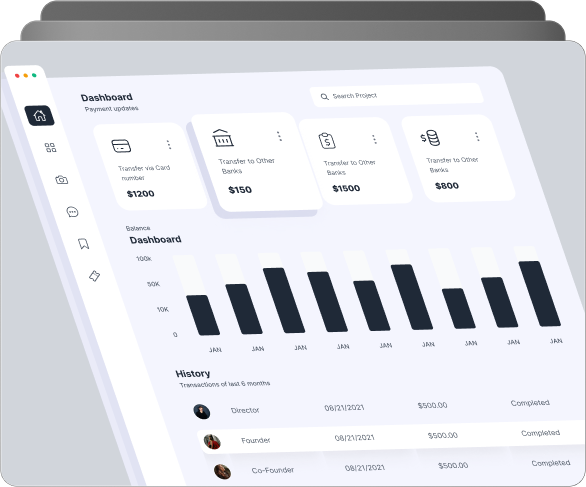 Dashboard
Payment updates
Search Project
Transfer via Card
number
$1200
Transfer to Other
Banks
$150
Transfer to Other
Banks
$1500
Transfer to Other
Banks
$800
Balance
Dashboard
100k
50K
10K
0
JAN JAN JAN JAN JAN JAN JAN JAN JAN
History
Transactions of last 6 months
Director 08/21/2021 $500.00 Completed
Founder 08/21/2021 $500.00 Completed
Co-Founder 08/21/2021 $500.00 Completed